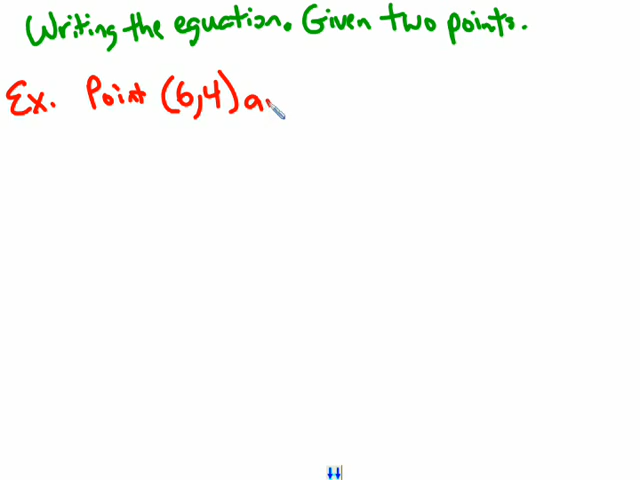 Writing the equation. Given two points.
Ex. Point (6,4) a